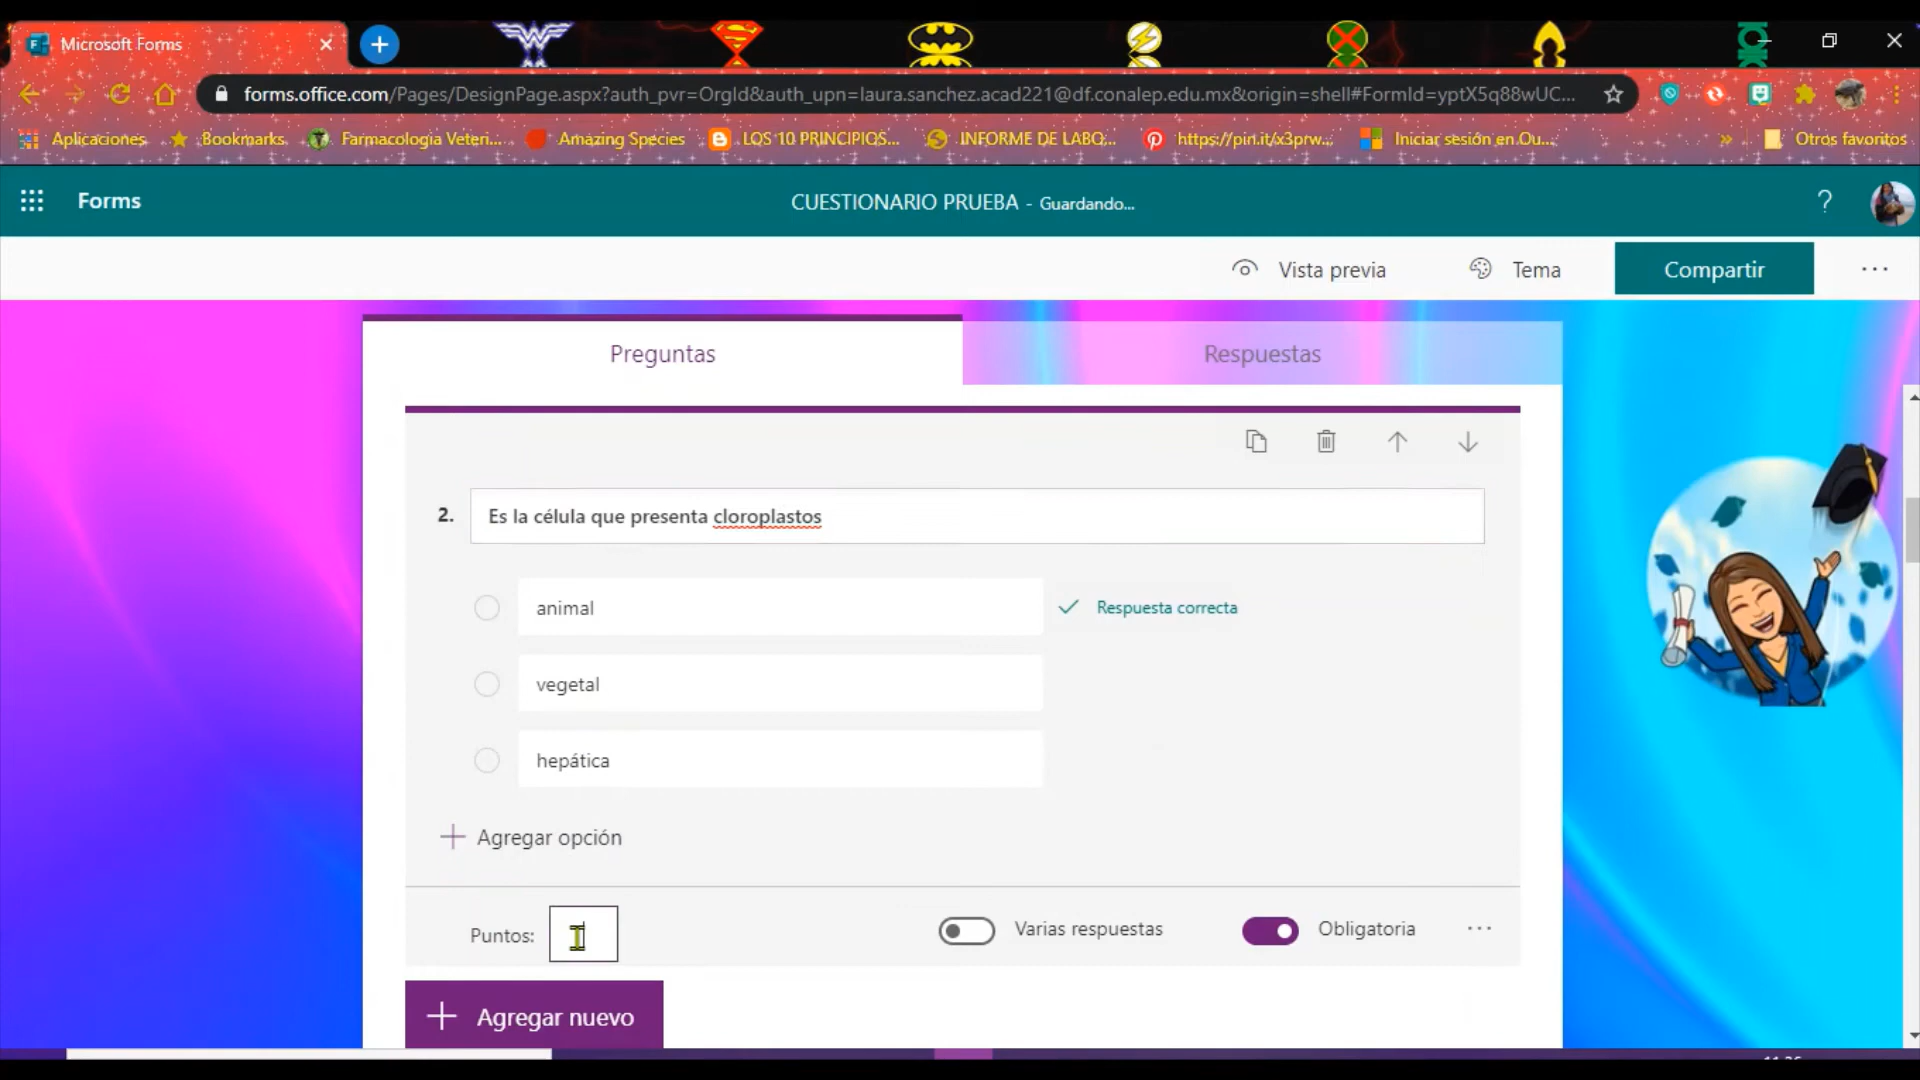 Microsoft Forms
forms.office.com/Pages/DesignPage.aspx?auth_pvr=OrgId&auth_upn=laura.sanchez.acad221@df.conalep.edu.mx&origin=shell#FormId=yptX5q88wUC...
Aplicaciones
Bookmarks
Farmacologia Veteri...
Amazing Species
LOS 10 PRINCIPIOS...
INFORME DE LABO...
https://pin.it/x3prw...
Iniciar sesión en Ou...
»
Otros favoritos
Forms
CUESTIONARIO PRUEBA - Guardando...
?
Vista previa
Tema
Compartir
...
Preguntas
Respuestas
2. Es la célula que presenta cloroplastos
animal
Respuesta correcta
vegetal
hepática
Agregar opción
Puntos:
Varias respuestas
Obligatoria
...
Agregar nuevo